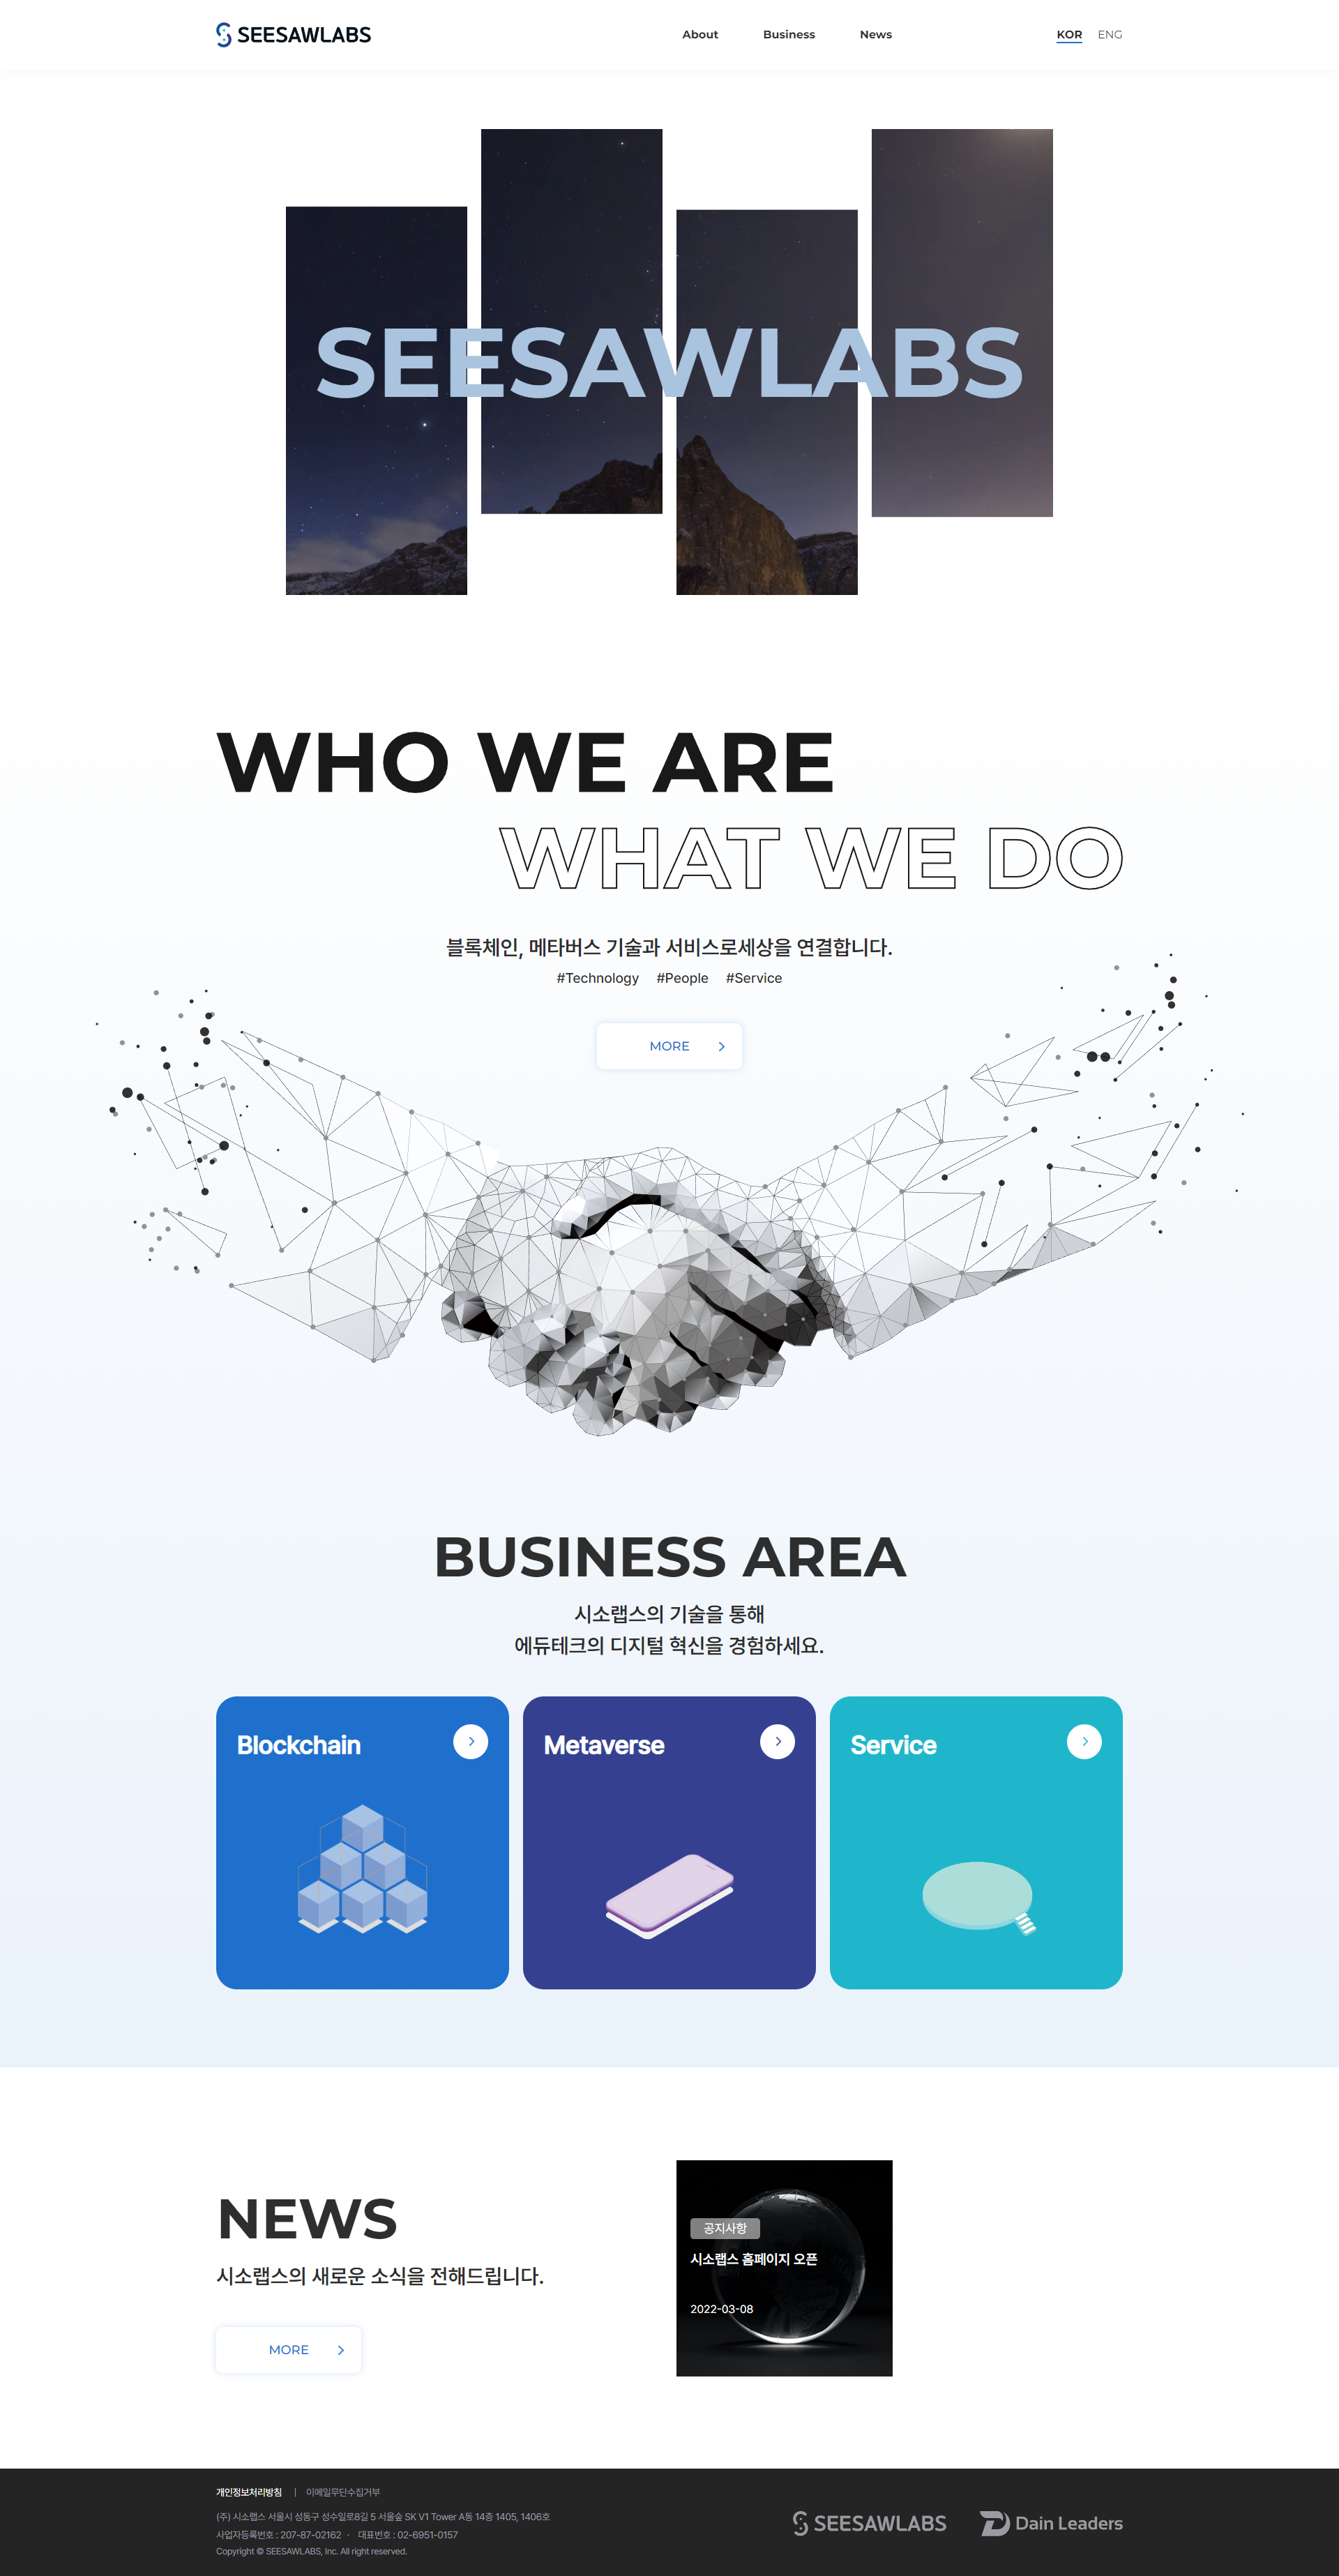 SEESAWLABS
About Business News
KOR ENG
SEESAWLABS
WHO WE ARE
WHAT WE DO
블록체인, 메타버스 기술과 서비스로세상을 연결합니다.
#Technology #People #Service
MORE
BUSINESS AREA
시소랩스의 기술을 통해
에듀테크의 디지털 혁신을 경험하세요.
Blockchain
Metaverse
Service
NEWS
시소랩스의 새로운 소식을 전해드립니다.
MORE
공지사항
시소랩스 홈페이지 오픈
2022-03-08
개인정보처리방침 | 이메일무단수집거부
(주) 시소랩스 서울시 성동구 성수일로8길 5 서울숲 SK V1 Tower A동 14층 1405, 1406호
사업자등록번호 : 207-87-02162 · 대표번호 : 02-6951-0157
Copyright © SEESAWLABS, Inc. All right reserved.
SEESAWLABS
Dain Leaders